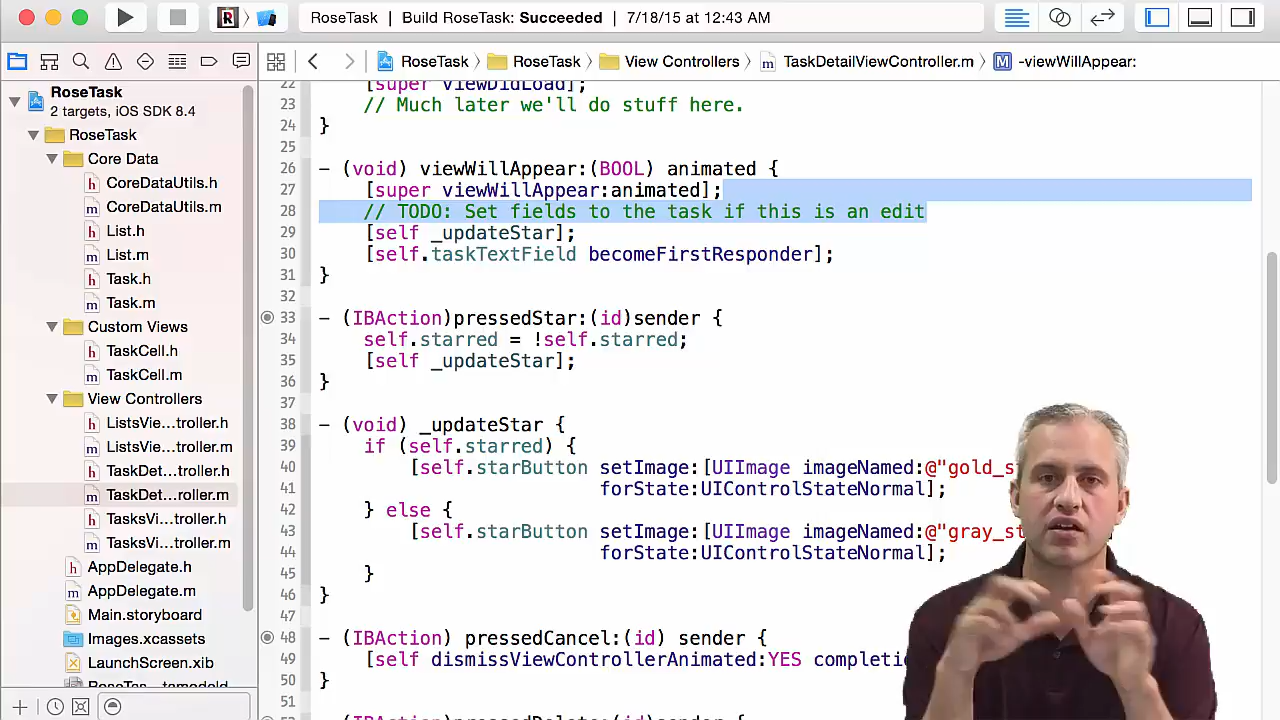 RoseTask | Build RoseTask: Succeeded | 7/18/15 at 12:43 AM
RoseTask RoseTask View Controllers TaskDetailViewController.m M -viewWillAppear:
RoseTask
2 targets, iOS SDK 8.4
RoseTask
Core Data
h CoreDataUtils.h
m CoreDataUtils.m
h List.h
m List.m
h Task.h
m Task.m
Custom Views
h TaskCell.h
m TaskCell.m
View Controllers
h ListsVie...troller.h
m ListsVie...troller.m
h TaskDet...roller.h
m TaskDet...roller.m
h TasksVi...troller.h
m TasksVi...troller.m
h AppDelegate.h
m AppDelegate.m
Main.storyboard
Images.xcassets
LaunchScreen.xib
22 [super viewDidLoad];
23 // Much later we'll do stuff here.
24 }
25
26 - (void) viewWillAppear:(BOOL) animated {
27 [super viewWillAppear:animated];
28 // TODO: Set fields to the task if this is an edit
29 [self _updateStar];
30 [self.taskTextField becomeFirstResponder];
31 }
32
33 - (IBAction)pressedStar:(id)sender {
34 self.starred = !self.starred;
35 [self _updateStar];
36 }
37
38 - (void) _updateStar {
39 if (self.starred) {
40 [self.starButton setImage:[UIImage imageNamed:@"gold_s
41 forState:UIControlStateNormal];
42 } else {
43 [self.starButton setImage:[UIImage imageNamed:@"gray_st
44 forState:UIControlStateNormal];
45 }
46 }
47
48 - (IBAction) pressedCancel:(id) sender {
49 [self dismissViewControllerAnimated:YES completi
50 }
51